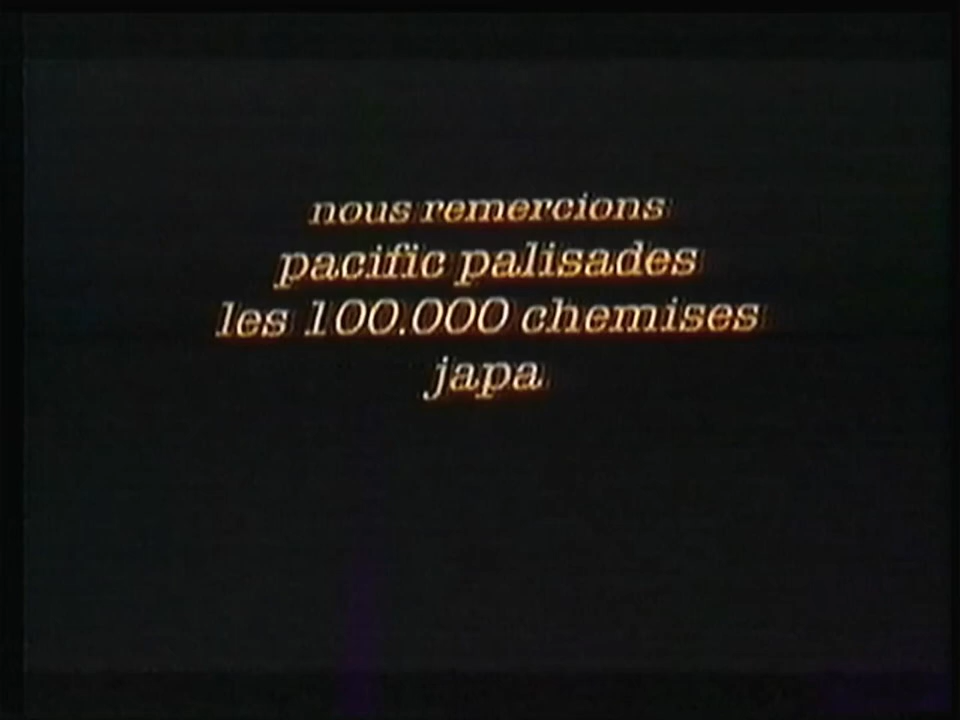 nous remercions
pacific palisades
les 100.000 chemises
japa